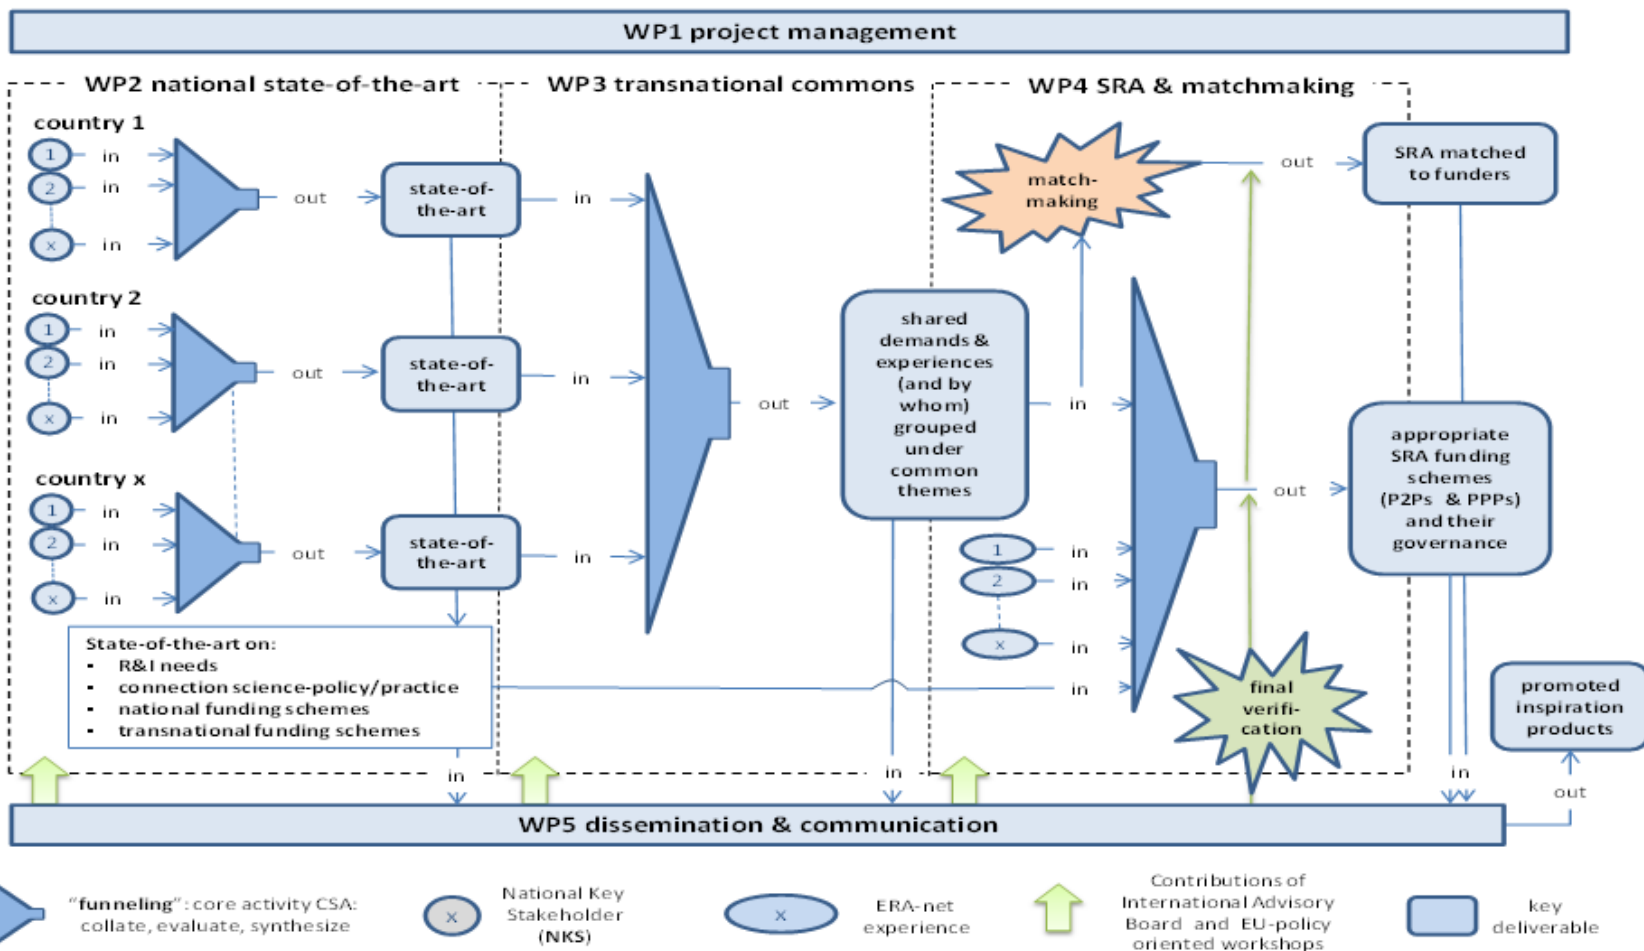 WP1 project management
WP2 national state-of-the-art
WP3 transnational commons
WP4 SRA & matchmaking
country 1
1
in
2
in
x
in
out
state-of-
the-art
in
country 2
1
in
2
in
x
in
out
state-of-
the-art
in
country x
1
in
2
in
x
in
out
state-of-
the-art
in
State-of-the-art on:
▪ R&I needs
▪ connection science-policy/practice
▪ national funding schemes
▪ transnational funding schemes
in
out
shared
demands &
experiences
(and by
whom)
grouped
under
common
themes
in
in
match-
making
out
SRA matched
to funders
1
in
2
in
x
in
in
out
appropriate
SRA funding
schemes
(P2Ps & PPPs)
and their
governance
final
verifi-
cation
in
promoted
inspiration
products
out
WP5 dissemination & communication
"funneling": core activity CSA:
collate, evaluate, synthesize
x
National Key
Stakeholder
(NKS)
x
ERA-net
experience
Contributions of
International Advisory
Board and EU-policy
oriented workshops
key
deliverable